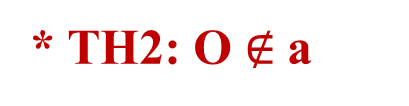 * TH2: O ∉ a